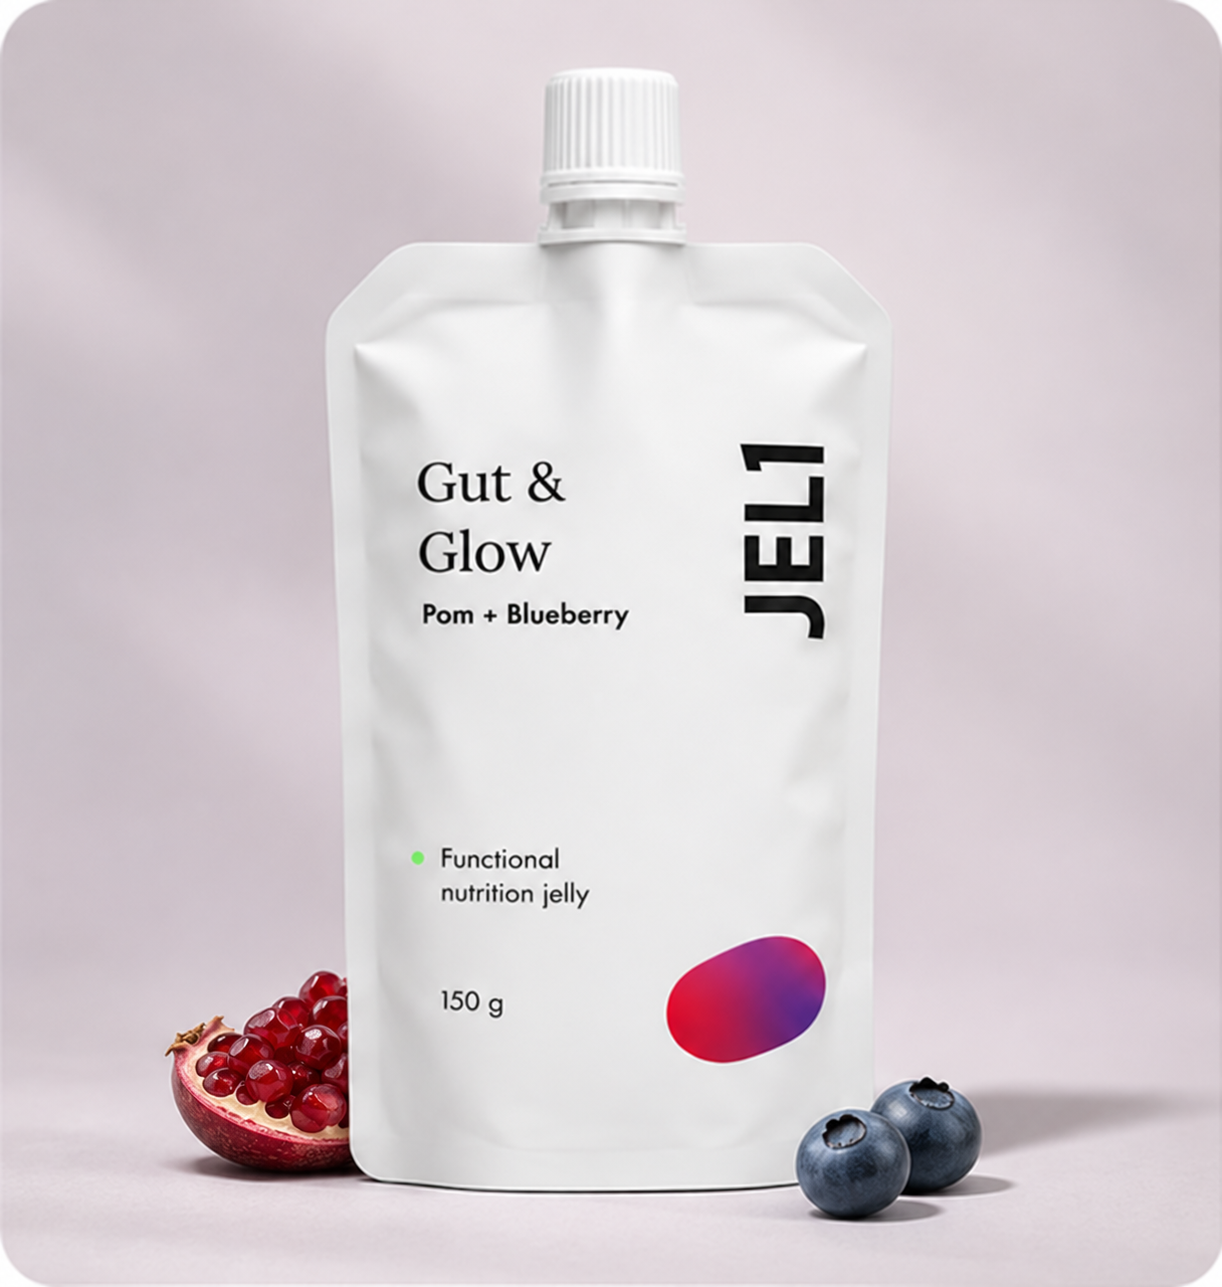 Gut &
Glow
Pom + Blueberry
JEL1
Functional
nutrition jelly
150 g